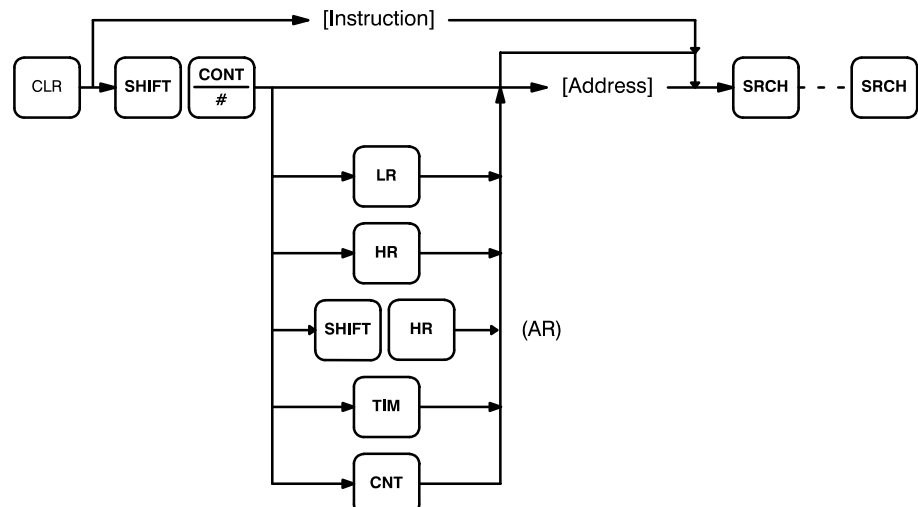 [Instruction]
CLR
SHIFT
CONT
#
[Address]
SRCH
SRCH
LR
HR
SHIFT
HR
(AR)
TIM
CNT